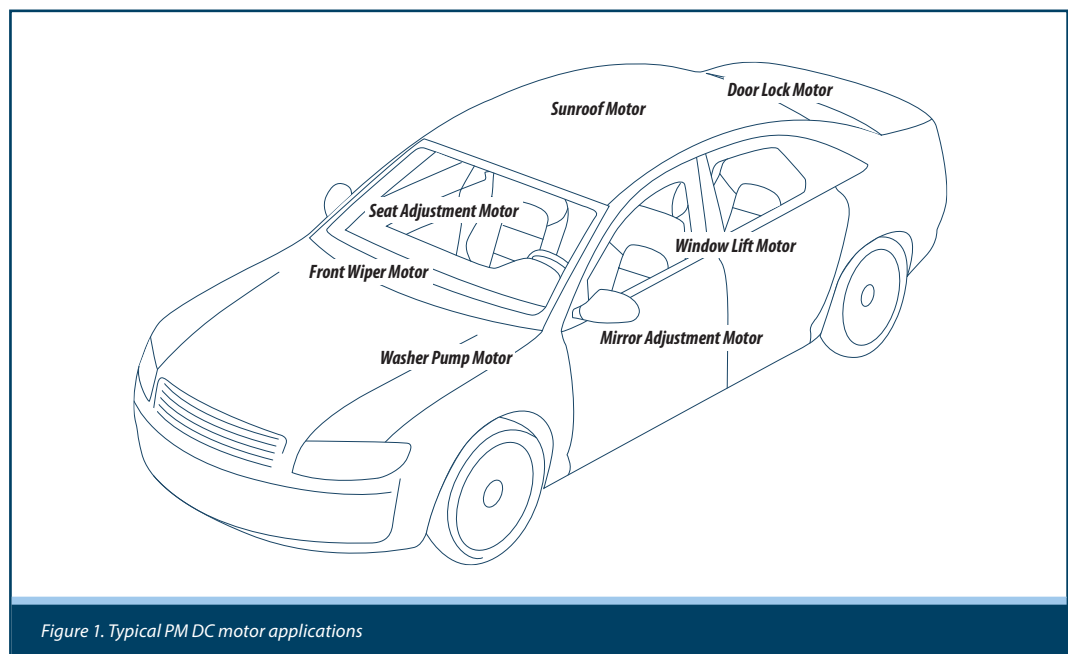 Door Lock Motor
Sunroof Motor
Seat Adjustment Motor
Window Lift Motor
Front Wiper Motor
Mirror Adjustment Motor
Washer Pump Motor
Figure 1. Typical PM DC motor applications